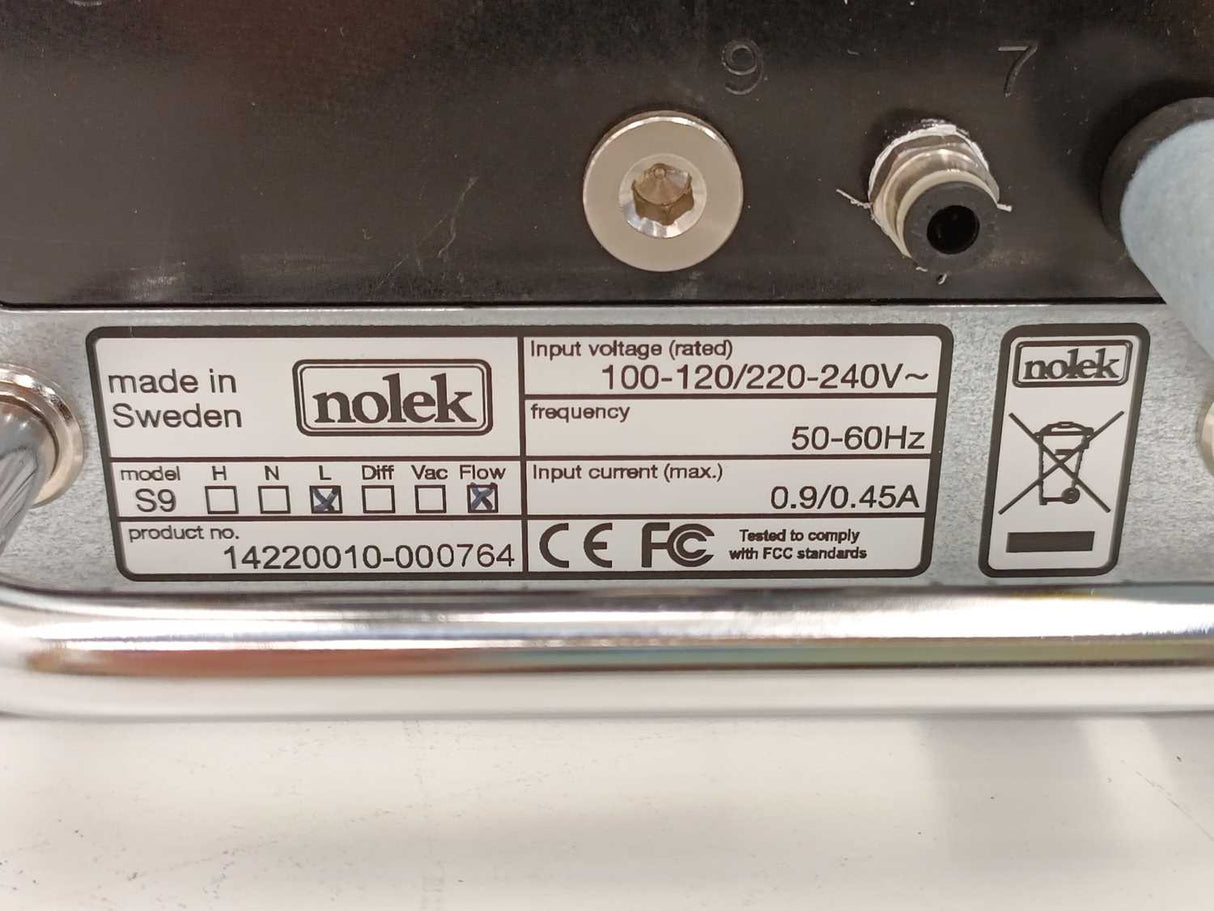 9
7
made in
Sweden
nolek
Input voltage (rated)
100-120/220-240V~
frequency
50-60Hz
model H N L Diff Vac Flow
S9
Input current (max.)
0.9/0.45A
product no.
14220010-000764
CE FC Tested to comply
with FCC standards
nolek